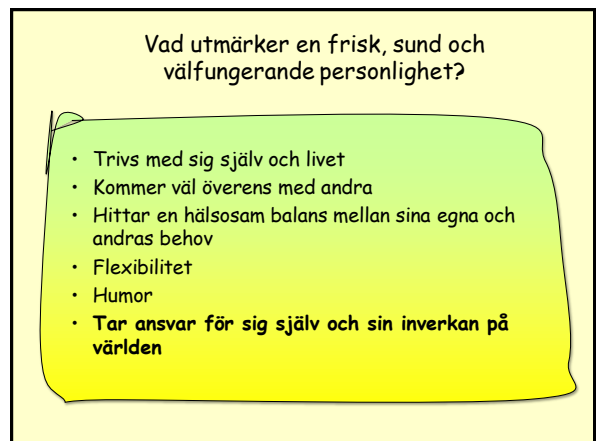 Vad utmärker en frisk, sund och
välfungerande personlighet?
• Trivs med sig själv och livet
• Kommer väl överens med andra
• Hittar en hälsosam balans mellan sina egna och
andras behov
• Flexibilitet
• Humor
• Tar ansvar för sig själv och sin inverkan på
världen